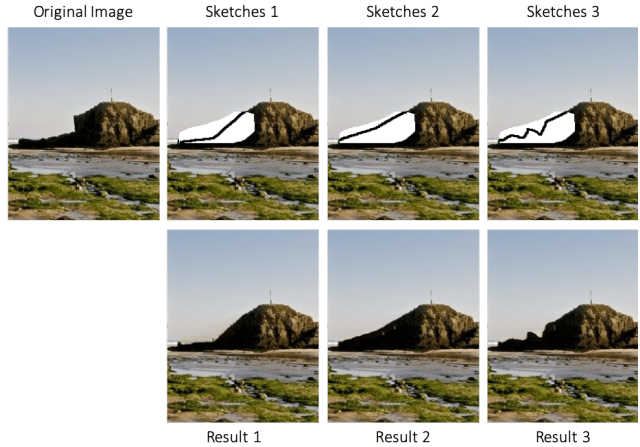 Original Image
Sketches 1
Sketches 2
Sketches 3
Result 1
Result 2
Result 3